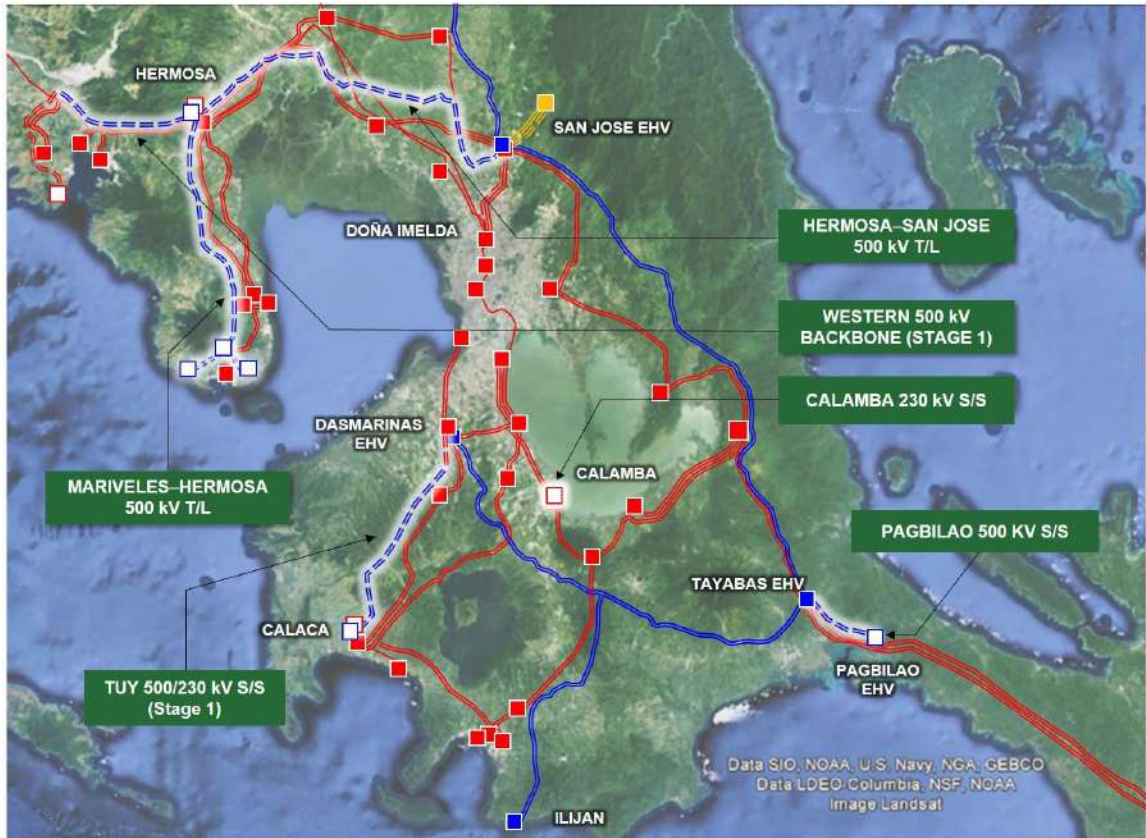 HERMOSA
SAN JOSE EHV
DOÑA IMELDA
HERMOSA–SAN JOSE
500 kV T/L
WESTERN 500 kV
BACKBONE (STAGE 1)
CALAMBA 230 kV S/S
DASMARINAS
EHV
CALAMBA
MARIVELES–HERMOSA
500 kV T/L
PAGBILAO 500 KV S/S
TAYABAS EHV
CALACA
PAGBILAO
EHV
TUY 500/230 kV S/S
(Stage 1)
Data SIO, NOAA, U.S. Navy, NGA, GEBCO
Data LDEO-Columbia, NSF, NOAA
Image Landsat
ILIJAN